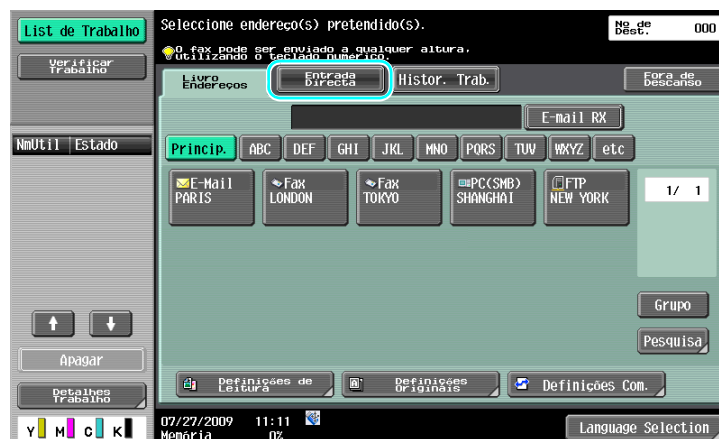 List de Trabalho
Verificar
Trabalho
NmUtil
Estado
Apagar
Detalhes
Trabalho
Y M C K
Seleccione endereço(s) pretendido(s).
Nº de
Dest.
000
O fax pode ser enviado a qualquer altura,
utilizando o teclado numérico.
Livro
Endereços
Entrada
Directa
Histor. Trab.
Fora de
Descanso
E-mail RX
Princip.
ABC
DEF
GHI
JKL
MNO
PQRS
TUV
WXYZ
etc
E-Mail
PARIS
Fax
LONDON
Fax
TOKYO
PC(SMB)
SHANGHAI
FTP
NEW YORK
1/ 1
Grupo
Pesquisa
Definições de
Leitura
Definições
Originais
Definições Com.
07/27/2009 11:11
Memória 0%
Language Selection